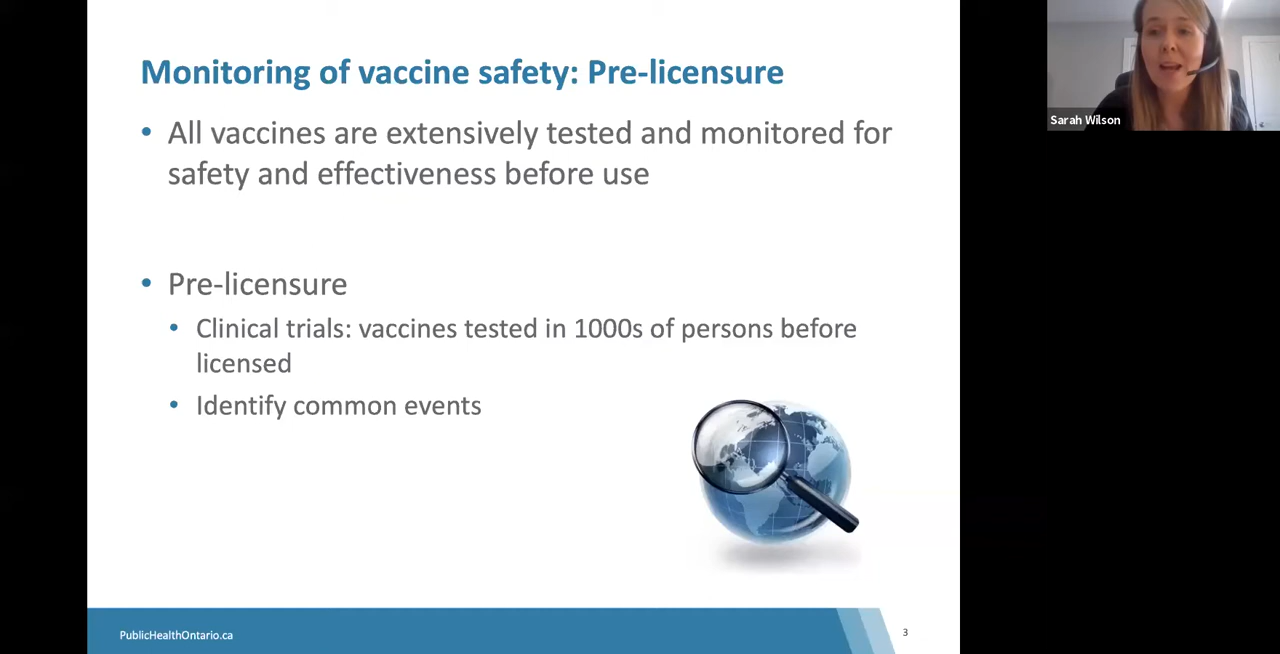 Monitoring of vaccine safety: Pre-licensure
• All vaccines are extensively tested and monitored for
safety and effectiveness before use
• Pre-licensure
• Clinical trials: vaccines tested in 1000s of persons before
licensed
• Identify common events
PublicHealthOntario.ca
3
Sarah Wilson